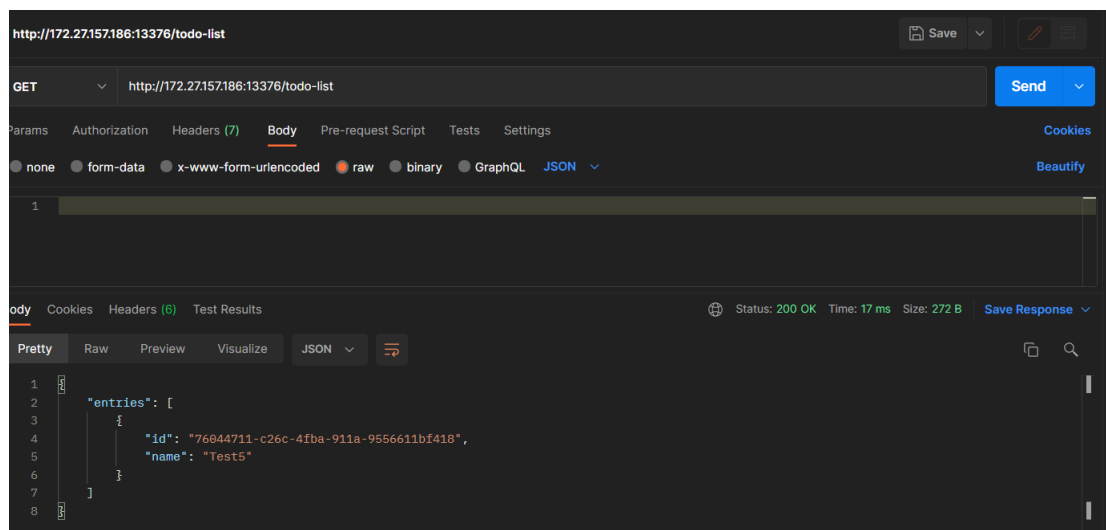 http://172.27.157.186:13376/todo-list
Save
GET http://172.27.157.186:13376/todo-list Send
Params Authorization Headers (7) Body Pre-request Script Tests Settings Cookies
none form-data x-www-form-urlencoded raw binary GraphQL JSON Beautify
1
ody Cookies Headers (6) Test Results Status: 200 OK Time: 17 ms Size: 272 B Save Response
Pretty Raw Preview Visualize JSON
1 {
2 "entries": [
3 {
4 "id": "76044711-c26c-4fba-911a-9556611bf418",
5 "name": "Test5"
6 }
7 ]
8 }